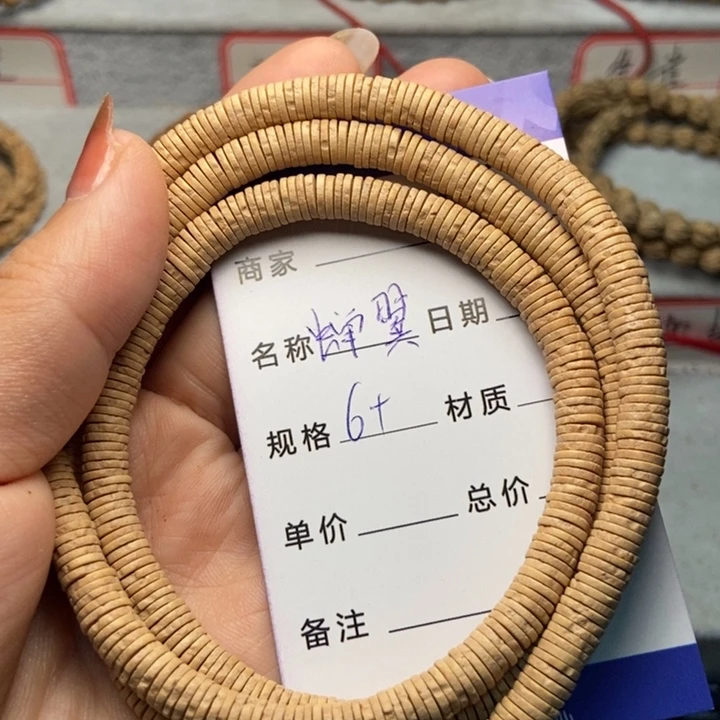 商家
名称 蝉翼 日期
规格 6+ 材质
单价 总价
备注